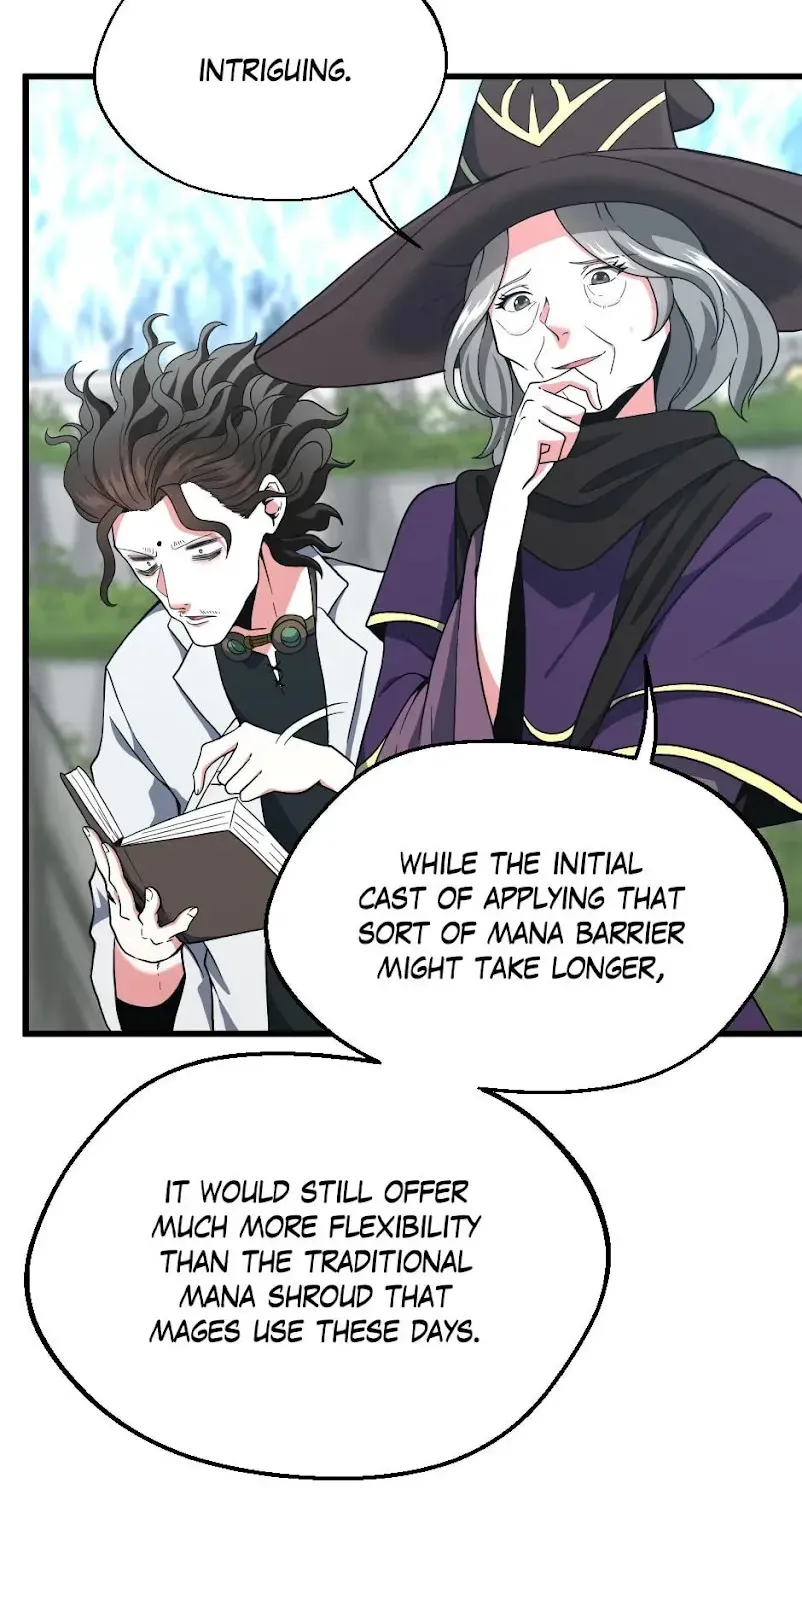 INTRIGUING.
WHILE THE INITIAL
CAST OF APPLYING THAT
SORT OF MANA BARRIER
MIGHT TAKE LONGER,
IT WOULD STILL OFFER
MUCH MORE FLEXIBILITY
THAN THE TRADITIONAL
MANA SHROUD THAT
MAGES USE THESE DAYS.